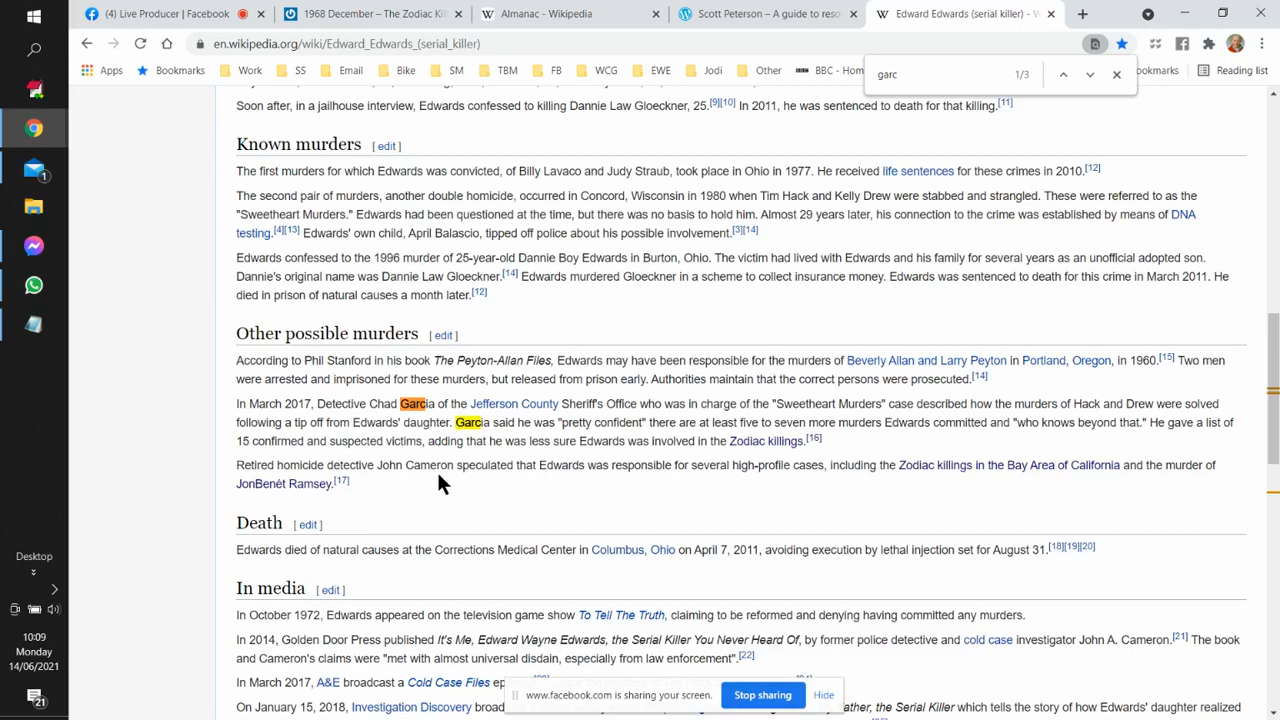 (4) Live Producer | Facebook
1968 December – The Zodiac Kil
Almanac - Wikipedia
Scott Peterson – A guide to reso
Edward Edwards (serial killer) -
en.wikipedia.org/wiki/Edward_Edwards_(serial_killer)
Apps Work SS Email Bike SM TBM FB WCG EWE Jodi Other BBC - Hom okmarks Reading list
garc 1/3
Soon after, in a jailhouse interview, Edwards confessed to killing Dannie Law Gloeckner, 25.[9][10] In 2011, he was sentenced to death for that killing.[11]
Known murders [ edit ]
The first murders for which Edwards was convicted, of Billy Lavaco and Judy Straub, took place in Ohio in 1977. He received life sentences for these crimes in 2010.[12]
The second pair of murders, another double homicide, occurred in Concord, Wisconsin in 1980 when Tim Hack and Kelly Drew were stabbed and strangled. These were referred to as the
"Sweetheart Murders." Edwards had been questioned at the time, but there was no basis to hold him. Almost 29 years later, his connection to the crime was established by means of DNA
testing.[4][13] Edwards' own child, April Balascio, tipped off police about his possible involvement.[3][14]
Edwards confessed to the 1996 murder of 25-year-old Dannie Boy Edwards in Burton, Ohio. The victim had lived with Edwards and his family for several years as an unofficial adopted son.
Dannie's original name was Dannie Law Gloeckner.[14] Edwards murdered Gloeckner in a scheme to collect insurance money. Edwards was sentenced to death for this crime in March 2011. He
died in prison of natural causes a month later.[12]
Other possible murders [ edit ]
According to Phil Stanford in his book The Peyton-Allan Files, Edwards may have been responsible for the murders of Beverly Allan and Larry Peyton in Portland, Oregon, in 1960.[15] Two men
were arrested and imprisoned for these murders, but released from prison early. Authorities maintain that the correct persons were prosecuted.[14]
In March 2017, Detective Chad Garcia of the Jefferson County Sheriff's Office who was in charge of the "Sweetheart Murders" case described how the murders of Hack and Drew were solved
following a tip off from Edwards' daughter. Garcia said he was "pretty confident" there are at least five to seven more murders Edwards committed and "who knows beyond that." He gave a list of
15 confirmed and suspected victims, adding that he was less sure Edwards was involved in the Zodiac killings.[16]
Retired homicide detective John Cameron speculated that Edwards was responsible for several high-profile cases, including the Zodiac killings in the Bay Area of California and the murder of
JonBenét Ramsey.[17]
Death [ edit ]
Edwards died of natural causes at the Corrections Medical Center in Columbus, Ohio on April 7, 2011, avoiding execution by lethal injection set for August 31.[18][19][20]
In media [ edit ]
In October 1972, Edwards appeared on the television game show To Tell The Truth, claiming to be reformed and denying having committed any murders.
In 2014, Golden Door Press published It's Me, Edward Wayne Edwards, the Serial Killer You Never Heard Of, by former police detective and cold case investigator John A. Cameron.[21] The book
and Cameron's claims were "met with almost universal disdain, especially from law enforcement".[22]
In March 2017, A&E broadcast a Cold Case Files ep
On January 15, 2018, Investigation Discovery broad ather, the Serial Killer which tells the story of how Edwards' daughter realized
www.facebook.com is sharing your screen. Stop sharing Hide
1
Desktop
10:09
Monday
14/06/2021
21